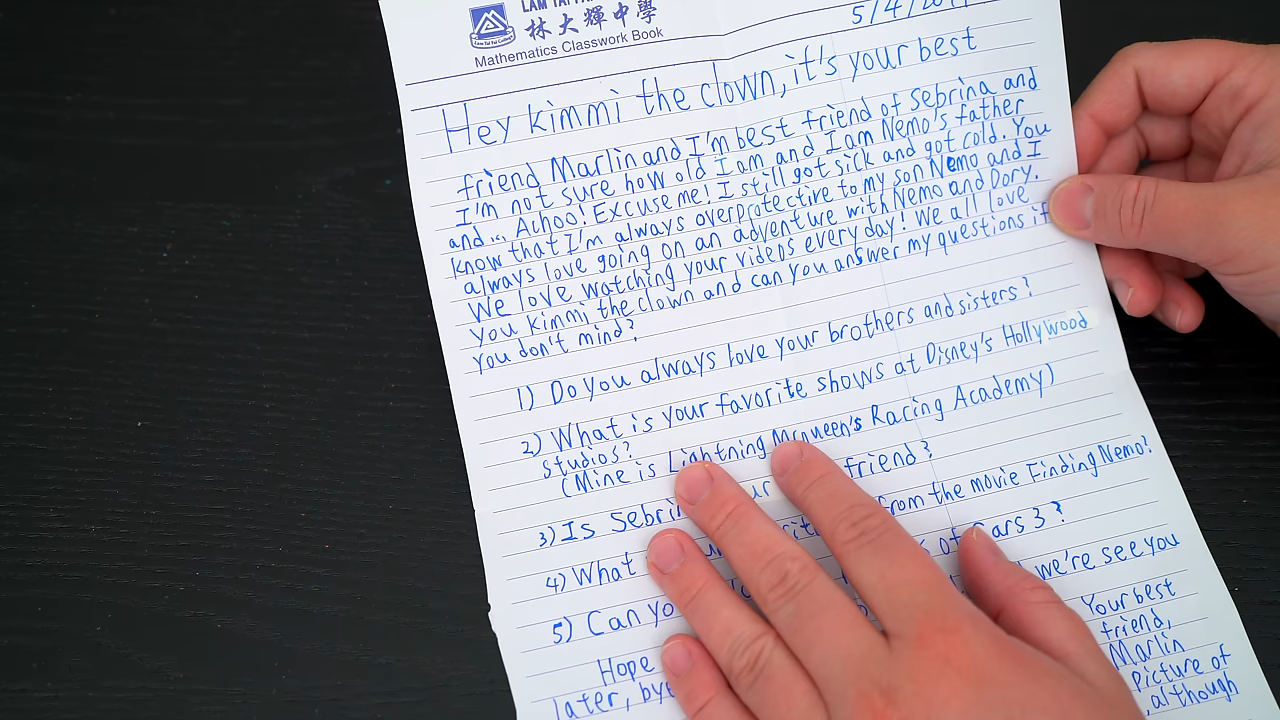 林大輝中學
Mathematics Classwork Book
5/4/
Hey kimmi the clown, it's your best
friend Marlin and I'm best friend of Sebrina and
I'm not sure how old I am and I am Nemo's father
and... Achoo! Excuse me! I still got sick and got cold. You
know that I'm always overprotective to my son Nemo and I
always love going on an adventure with Nemo and Dory.
We love watching your videos every day! We all love
you kinmi the clown and can you answer my questions if
you don't mind?
1) Do you always love your brothers and sisters?
2) What is your favorite shows at Disney's Hollywood
studios?
(Mine is Lightning Mcqueen's Racing Academy)
3) Is Sebri ur friend?
4) What from the movie Finding Nemo?
5) Can yo of Cars 3?
Hope we're see you
later, bye
Your best
friend,
Marlin
Picture of
, although